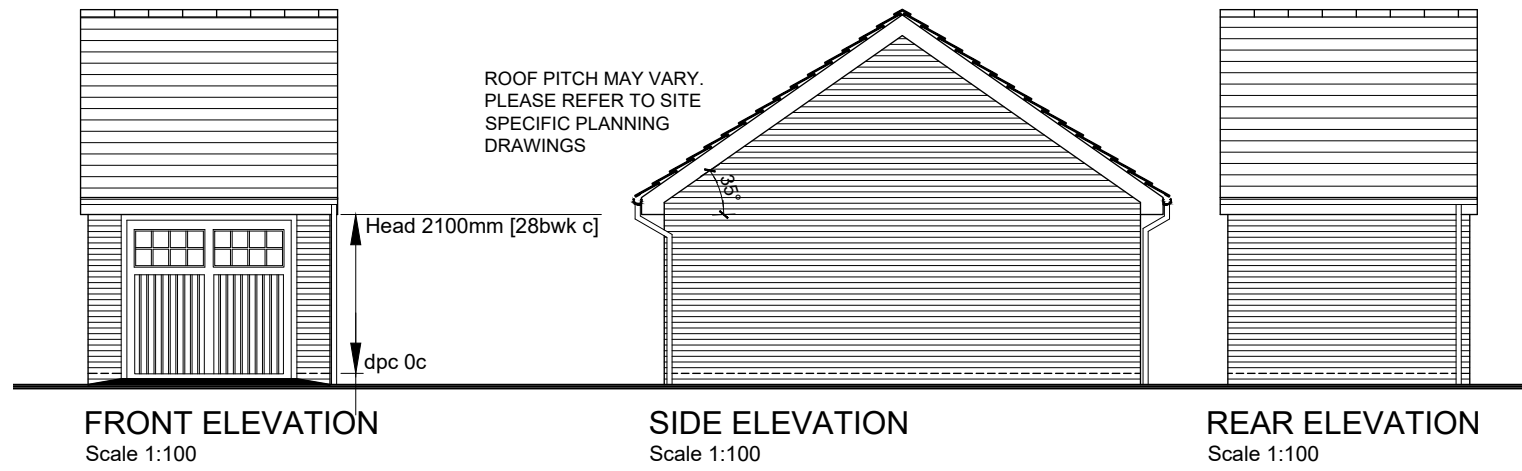 ROOF PITCH MAY VARY.
PLEASE REFER TO SITE
SPECIFIC PLANNING
DRAWINGS
35°
Head 2100mm [28bwk c]
dpc 0c
FRONT ELEVATION
Scale 1:100
SIDE ELEVATION
Scale 1:100
REAR ELEVATION
Scale 1:100